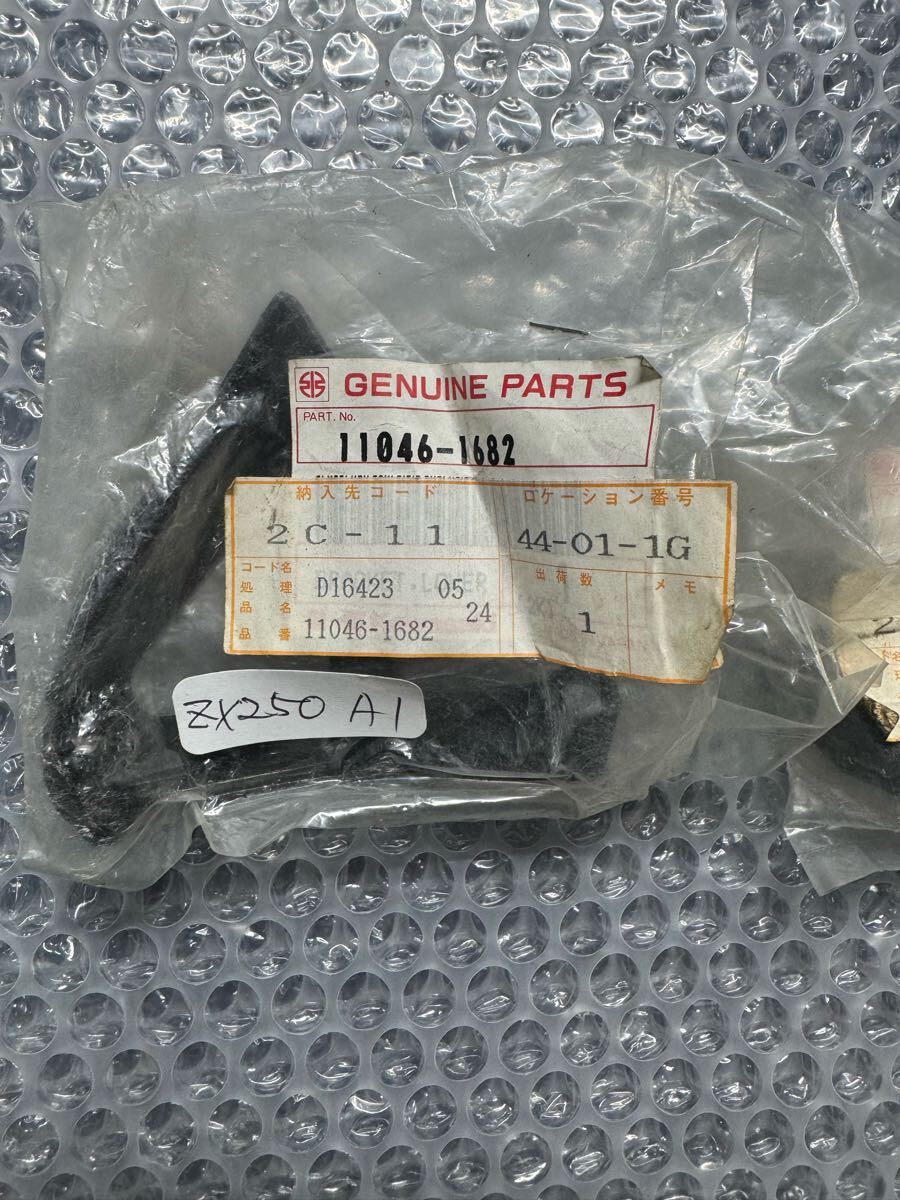 GENUINE PARTS
PART. No.
11046-1682
納入先コード ロケーション番号
2C-11 44-01-1G
コード名 出荷数 メモ
処理 D16423 05
品名 24 1
品番 11046-1682
ZX250 A1
2